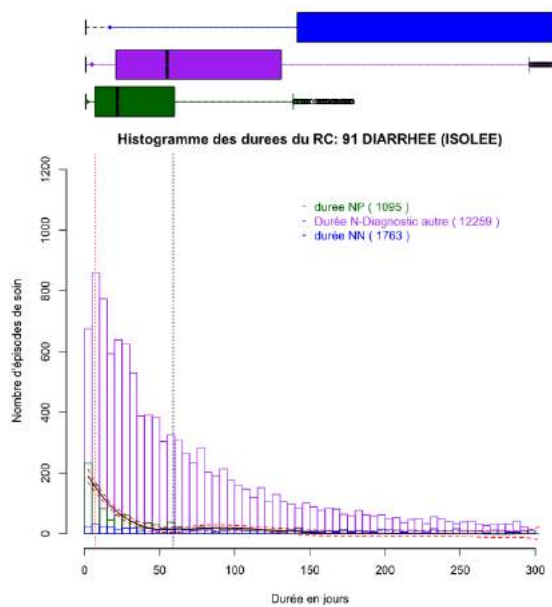 Histogramme des durees du RC: 91 DIARRHEE (ISOLEE)
duree NP ( 1095 )
Durée N-Diagnostic autre ( 12259 )
durée NN ( 1763 )
Nombre d'épisodes de soin
1200
1000
800
600
400
200
0
0 50 100 150 200 250 300
Durée en jours